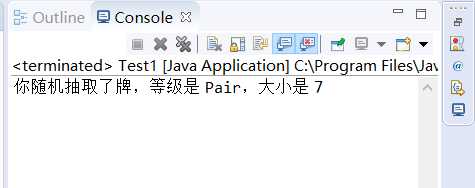 Outline Console
<terminated> Test1 [Java Application] C:\Program Files\Jav
你随机抽取了牌，等级是 Pair，大小是 7